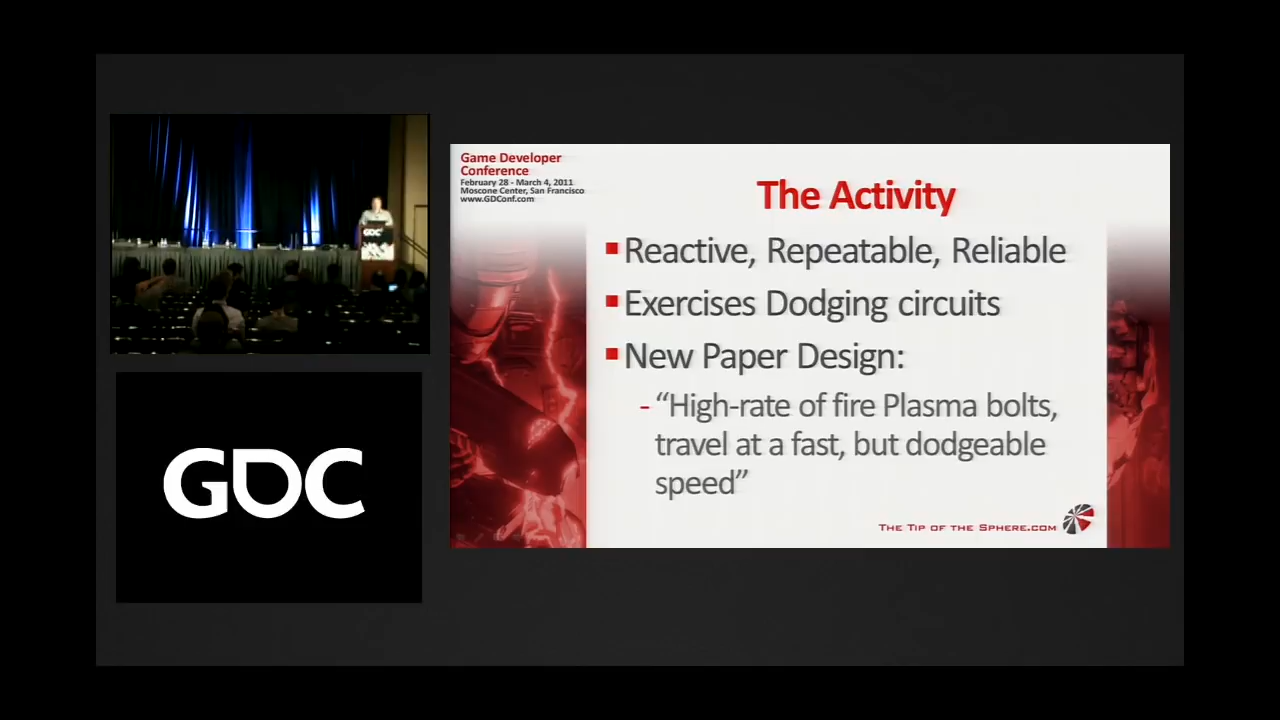 Game Developer
Conference
February 28 - March 4, 2011
Moscone Center, San Francisco
www.GDConf.com
The Activity
Reactive, Repeatable, Reliable
Exercises Dodging circuits
New Paper Design:
- “High-rate of fire Plasma bolts,
travel at a fast, but dodgeable
speed”
The Tip of the Sphere.com
GDC
GDC